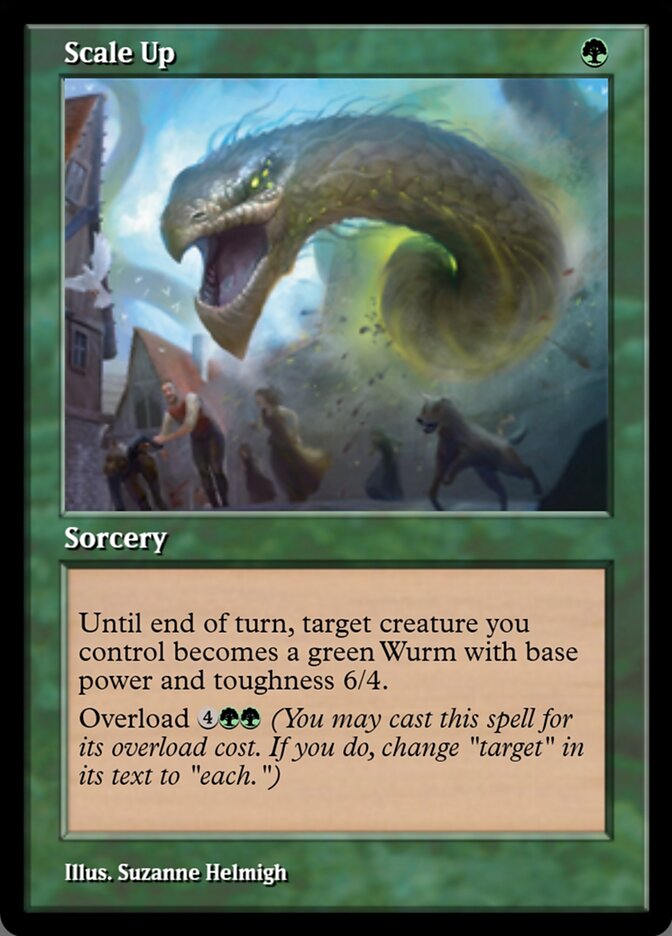 Scale Up
Sorcery
Until end of turn, target creature you
control becomes a green Wurm with base
power and toughness 6/4.
Overload 4 (You may cast this spell for
its overload cost. If you do, change "target" in
its text to "each.")
Illus. Suzanne Helmigh